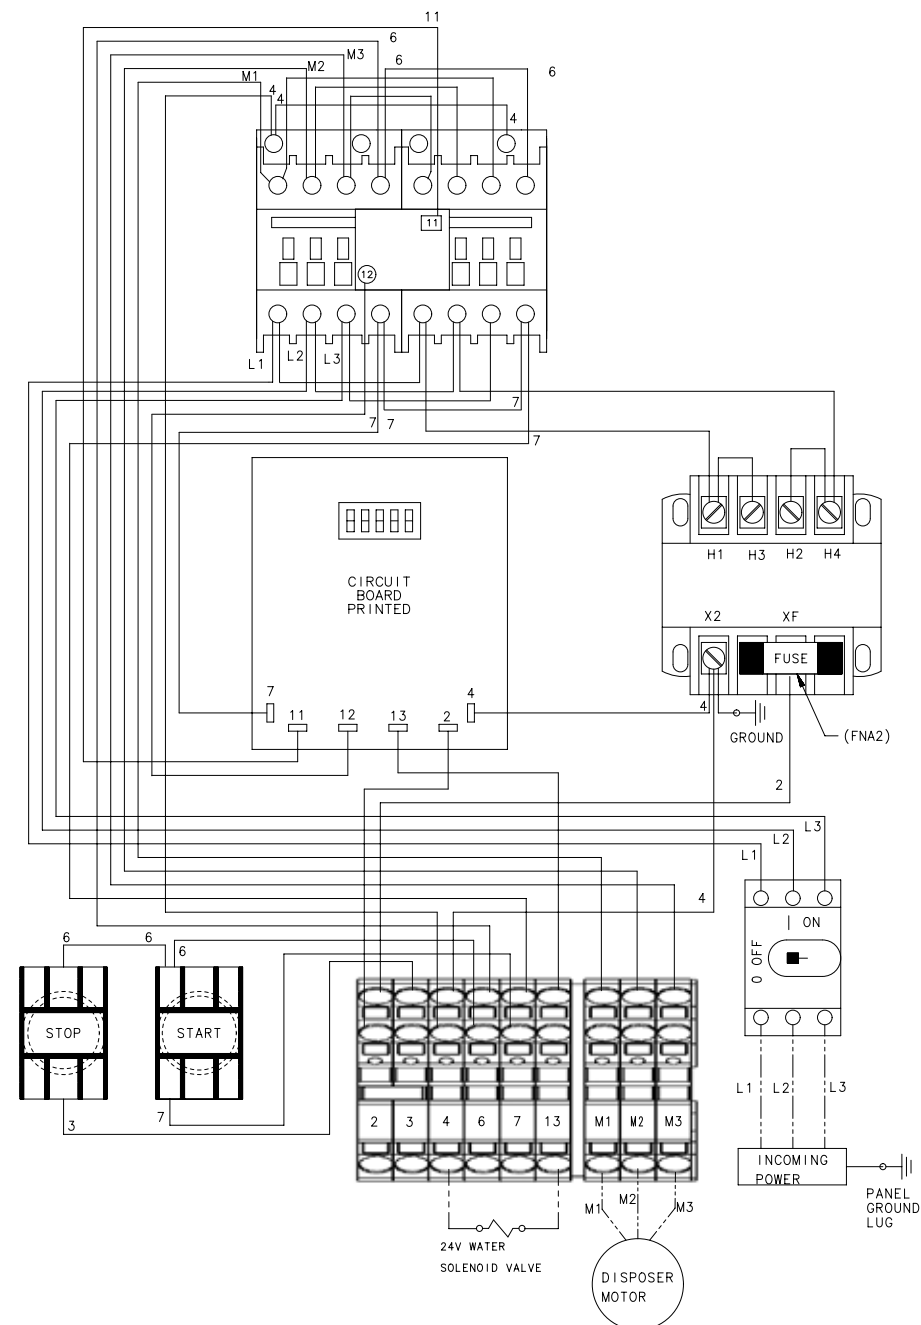 11
6
M3
6
M2
6
M1
4
4
4
11
12
L1
L2
L3
7
7
7
7
CIRCUIT
BOARD
PRINTED
H1 H3 H2 H4
X2 XF
FUSE
7
4
11 12 13 2
4
GROUND
(FNA2)
2
L3
L2
L1
4
ON
0 OFF
6
6
6
STOP
START
7
3
2 3 4 6 7 13 M1 M2 M3
L1 L2 L3
INCOMING
POWER
PANEL
GROUND
LUG
M1
M2
M3
24V WATER
SOLENOID VALVE
DISPOSER
MOTOR